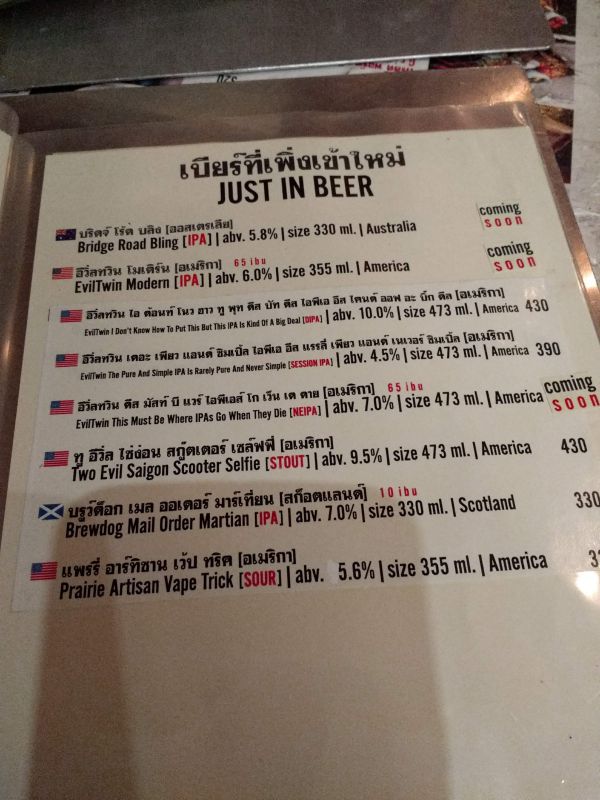 เบียร์ที่เพิ่งเข้าใหม่
JUST IN BEER
บริดจ์ โร้ด บลิง [ออสเตรเลีย]
Bridge Road Bling [IPA] | abv. 5.8% | size 330 ml. | Australia coming soon
อีวิลทวิน โมเดิร์น [อเมริกา] 65 ibu
EvilTwin Modern [IPA] | abv. 6.0% | size 355 ml. | America coming soon
อีวิลทวิน ไอ ด้อนท์ โนว ฮาว ทู พุท ดีส บัท ดีส ไอพีเอ อีส ไคนด์ ออฟ อะ บิ๊ก ดีล [อเมริกา]
EvilTwin I Don't Know How To Put This But This IPA Is Kind Of A Big Deal [DIPA] | abv. 10.0% | size 473 ml. | America 430
อีวิลทวิน เดอะ เพียว แอนด์ ซิมเปิ้ล ไอพีเอ อีส แรร์ลี่ เพียว แอนด์ เนเวอร์ ซิมเปิ้ล [อเมริกา]
EvilTwin The Pure And Simple IPA Is Rarely Pure And Never Simple [SESSION IPA] | abv. 4.5% | size 473 ml. | America 390
อีวิลทวิน ดีส มัสท์ บี แวร์ ไอพีเอส์ โก เว็น เด ดาย [อเมริกา] 65 ibu
EvilTwin This Must Be Where IPAs Go When They Die [NEIPA] | abv. 7.0% | size 473 ml. | America coming soon
ทู อีวิล ไซ่ง่อน สกู๊ตเตอร์ เซลฟฟี่ [อเมริกา]
Two Evil Saigon Scooter Selfie [STOUT] | abv. 9.5% | size 473 ml. | America 430
บรูว์ด็อก เมล ออเดอร์ มาร์เที่ยน [สก็อตแลนด์] 10 ibu
Brewdog Mail Order Martian [IPA] | abv. 7.0% | size 330 ml. | Scotland 330
แพรรี่ อาร์ทิซาน เว้ป ทริค [อเมริกา]
Prairie Artisan Vape Trick [SOUR] | abv. 5.6% | size 355 ml. | America